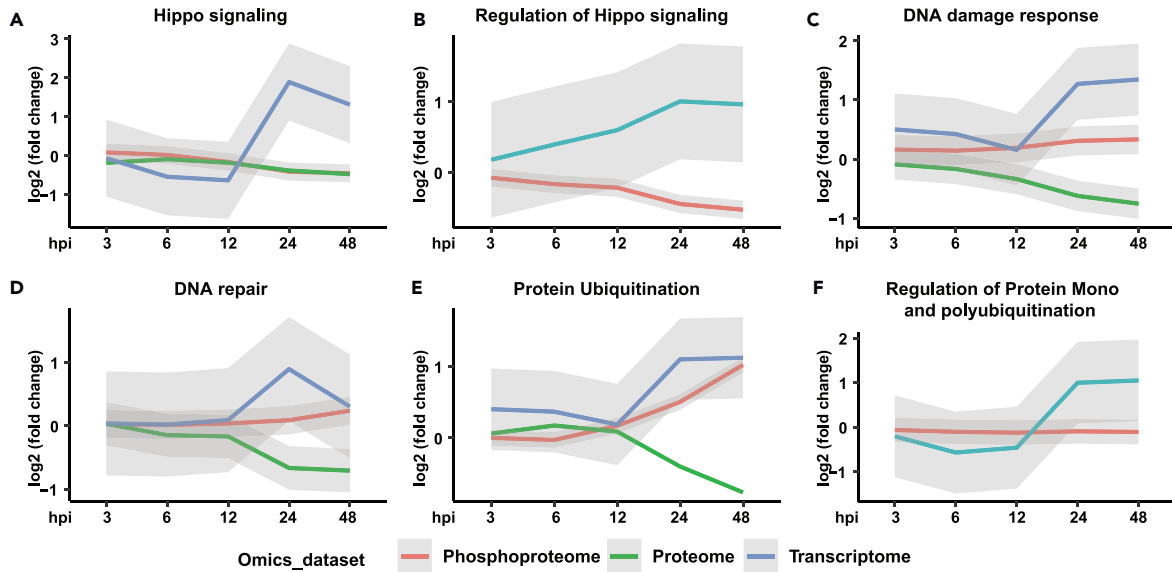 A Hippo signaling
log2 (fold change)
3
2
1
0
−1
hpi 3 6 12 24 48
B Regulation of Hippo signaling
log2 (fold change)
1
0
hpi 3 6 12 24 48
C DNA damage response
log2 (fold change)
2
1
0
−1
hpi 3 6 12 24 48
D DNA repair
log2 (fold change)
1
0
−1
hpi 3 6 12 24 48
E Protein Ubiquitination
log2 (fold change)
1
0
hpi 3 6 12 24 48
F Regulation of Protein Mono
and polyubiquitination
log2 (fold change)
2
1
0
−1
hpi 3 6 12 24 48
Omics_dataset Phosphoproteome Proteome Transcriptome